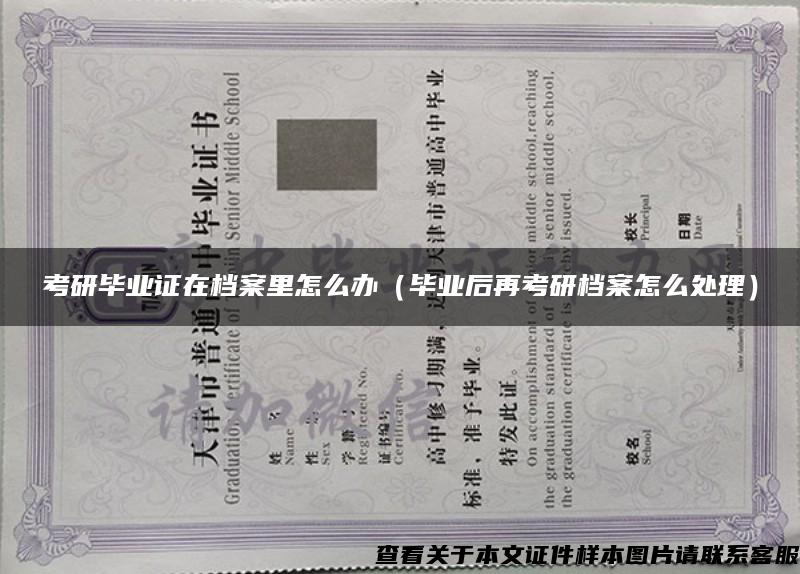 考研毕业证在档案里怎么办（毕业后再考研档案怎么处理）
天津市普通高中毕业证书
Senior Middle School
姓 名
Name
性 别
Sex
学 籍 号
Registered No.
证书编号
Certificate No.
高中修习期满，
天津市普通高中毕业
标准，准予毕业。
特发此证。
On accomplishment of
middle school,reaching
the graduation standard of
senior middle school,
the graduation certificate is
issued.
校名
School
校长
Principal
日期
Date
请加微信
查看关于本文证件样本图片请联系客服